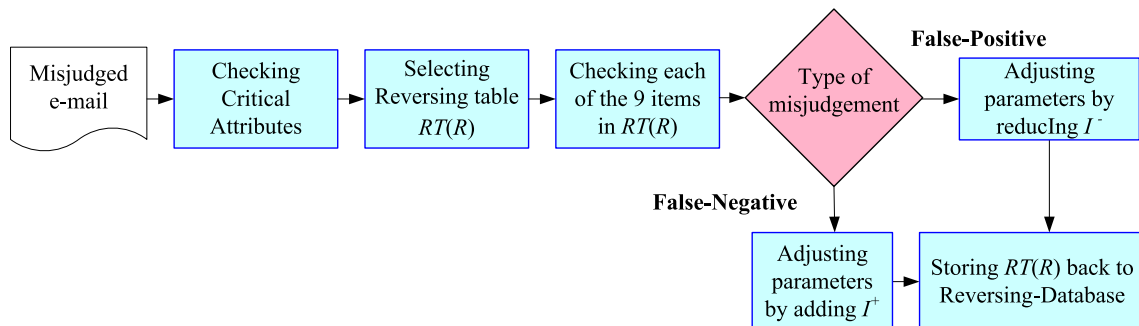 Misjudged
e-mail
Checking
Critical
Attributes
Selecting
Reversing table
RT(R)
Checking each
of the 9 items
in RT(R)
Type of
misjudgement
False-Positive
Adjusting
parameters by
reducIng I⁻
False-Negative
Adjusting
parameters
by adding I⁺
Storing RT(R) back to
Reversing-Database